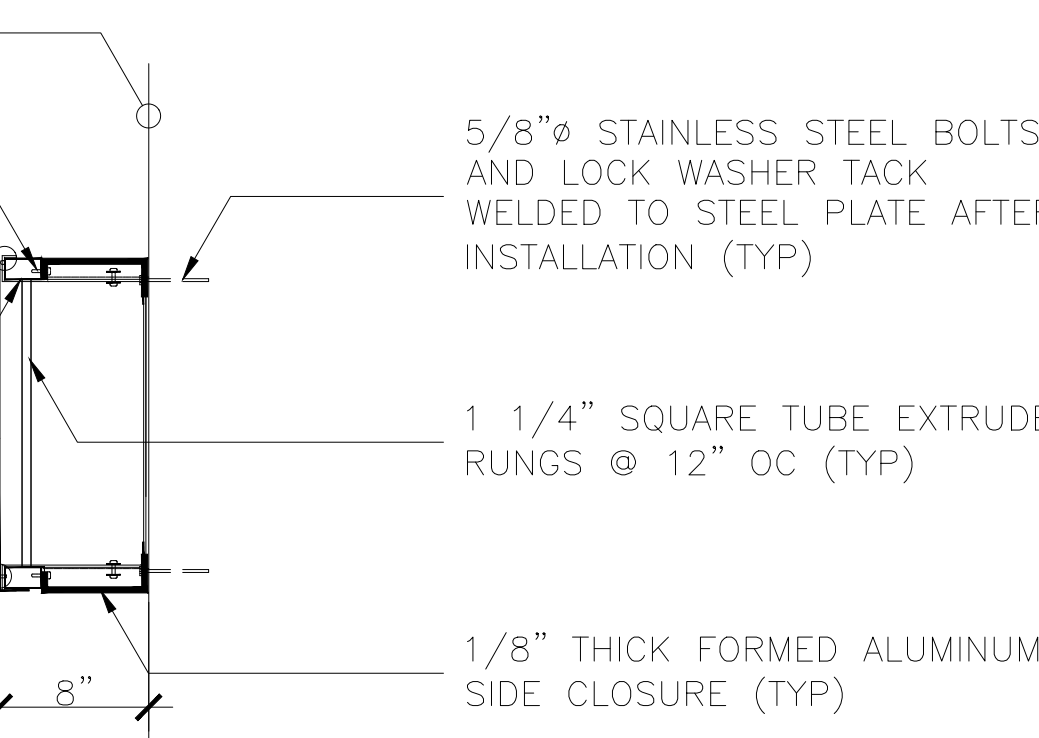 5/8"ø STAINLESS STEEL BOLTS
AND LOCK WASHER TACK
WELDED TO STEEL PLATE AFTER
INSTALLATION (TYP)
1 1/4" SQUARE TUBE EXTRUDE
RUNGS @ 12" OC (TYP)
1/8" THICK FORMED ALUMINUM
SIDE CLOSURE (TYP)
8"